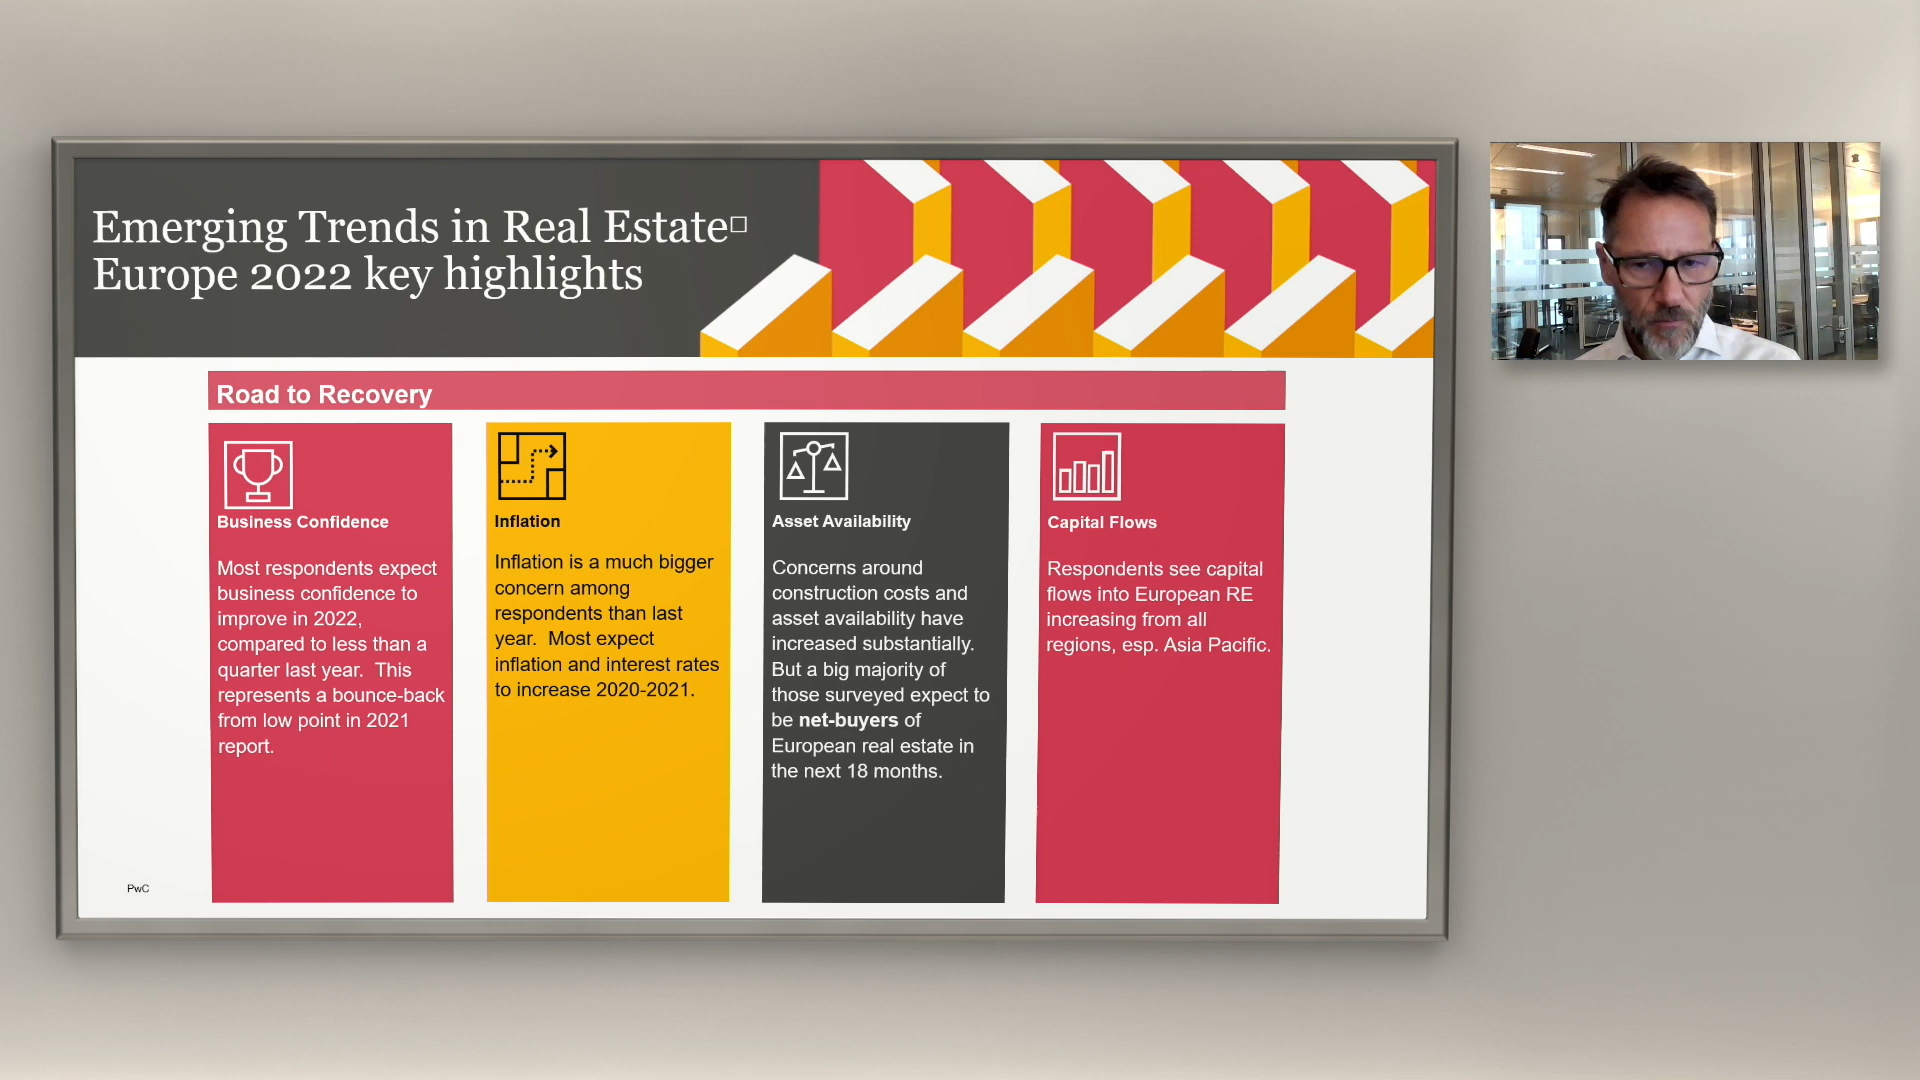 Emerging Trends in Real Estate□
Europe 2022 key highlights
Road to Recovery
Business Confidence
Most respondents expect
business confidence to
improve in 2022,
compared to less than a
quarter last year.  This
represents a bounce-back
from low point in 2021
report.
Inflation
Inflation is a much bigger
concern among
respondents than last
year.  Most expect
inflation and interest rates
to increase 2020-2021.
Asset Availability
Concerns around
construction costs and
asset availability have
increased substantially.
But a big majority of
those surveyed expect to
be net-buyers of
European real estate in
the next 18 months.
Capital Flows
Respondents see capital
flows into European RE
increasing from all
regions, esp. Asia Pacific.
PwC